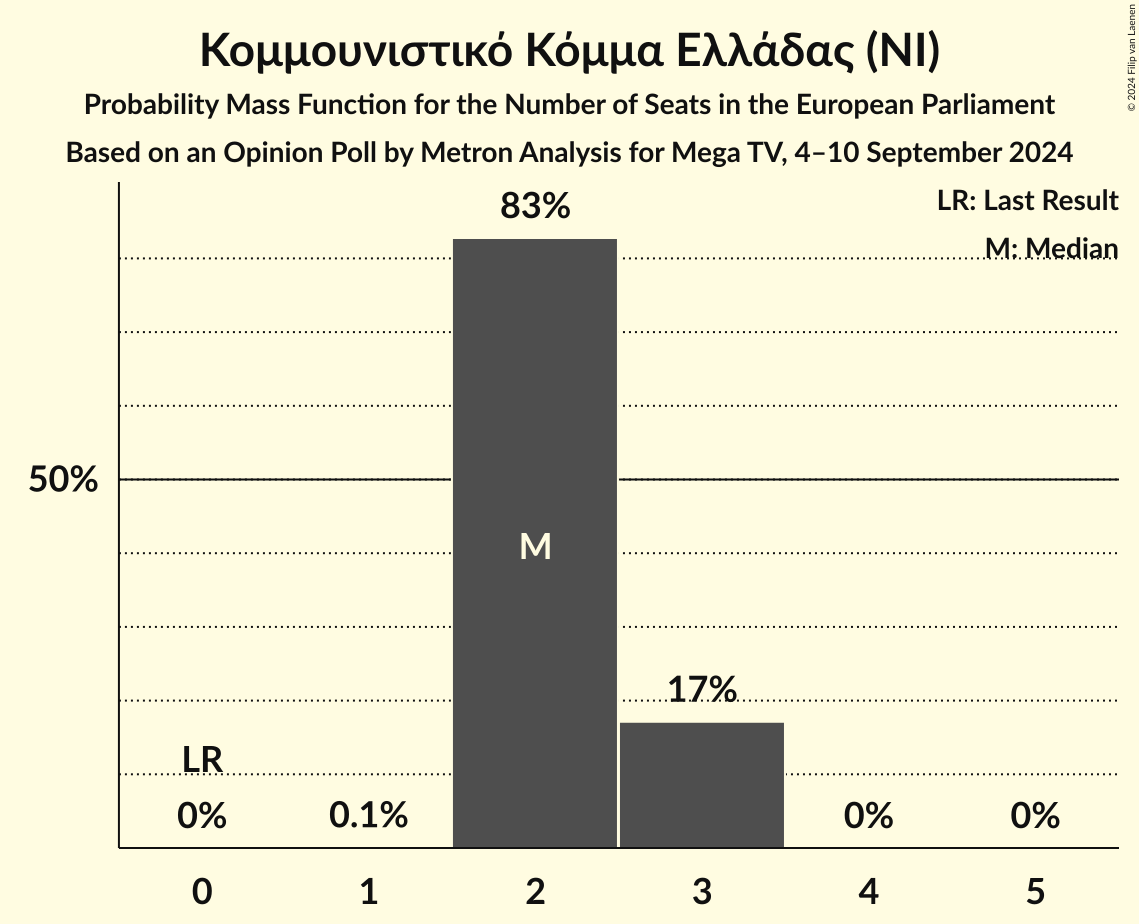 Κομμουνιστικό Κόμμα Ελλάδας (NI)
Probability Mass Function for the Number of Seats in the European Parliament
Based on an Opinion Poll by Metron Analysis for Mega TV, 4–10 September 2024
© 2024 Filip van Laenen
LR: Last Result
M: Median
83%
50%
M
17%
LR
0%
0.1%
0%
0%
0
1
2
3
4
5